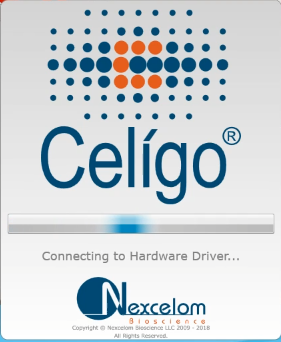 Celígo®
Connecting to Hardware Driver...
Nexcelom
Bioscience
Copyright © Nexcelom Bioscience LLC 2009 - 2018
All Rights Reserved.